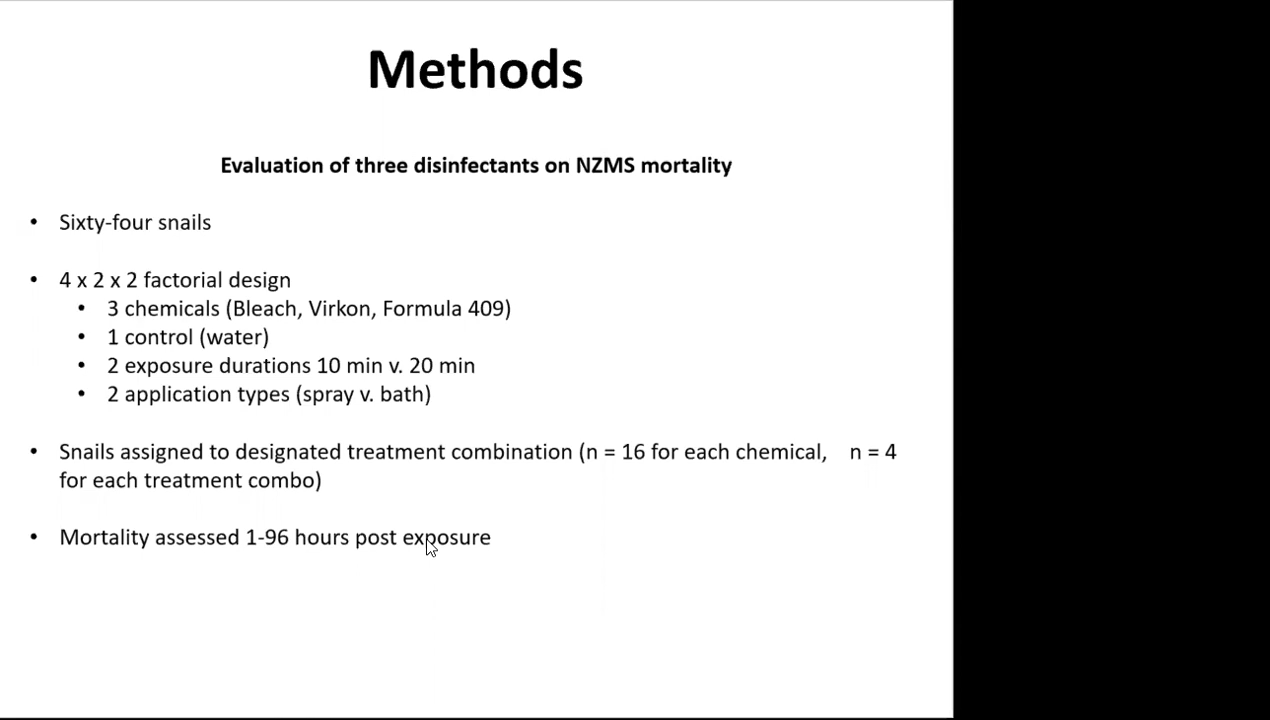 Methods
Evaluation of three disinfectants on NZMS mortality
• Sixty-four snails
• 4 x 2 x 2 factorial design
• 3 chemicals (Bleach, Virkon, Formula 409)
• 1 control (water)
• 2 exposure durations 10 min v. 20 min
• 2 application types (spray v. bath)
• Snails assigned to designated treatment combination (n = 16 for each chemical, n = 4
for each treatment combo)
• Mortality assessed 1-96 hours post exposure